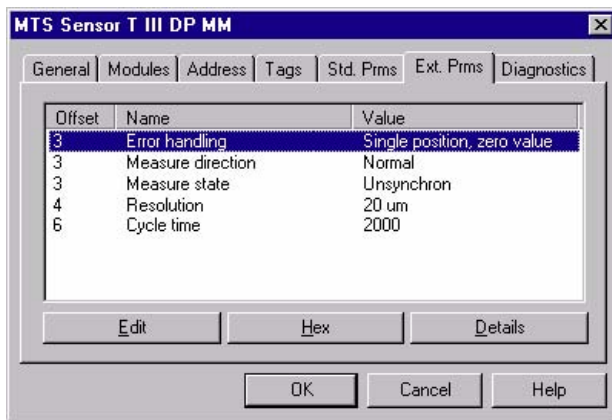 MTS Sensor T III DP MM
General Modules Address Tags Std. Prms Ext. Prms Diagnostics
Offset Name Value
3 Error handling Single position, zero value
3 Measure direction Normal
3 Measure state Unsynchron
4 Resolution 20 um
6 Cycle time 2000
Edit Hex Details
OK Cancel Help